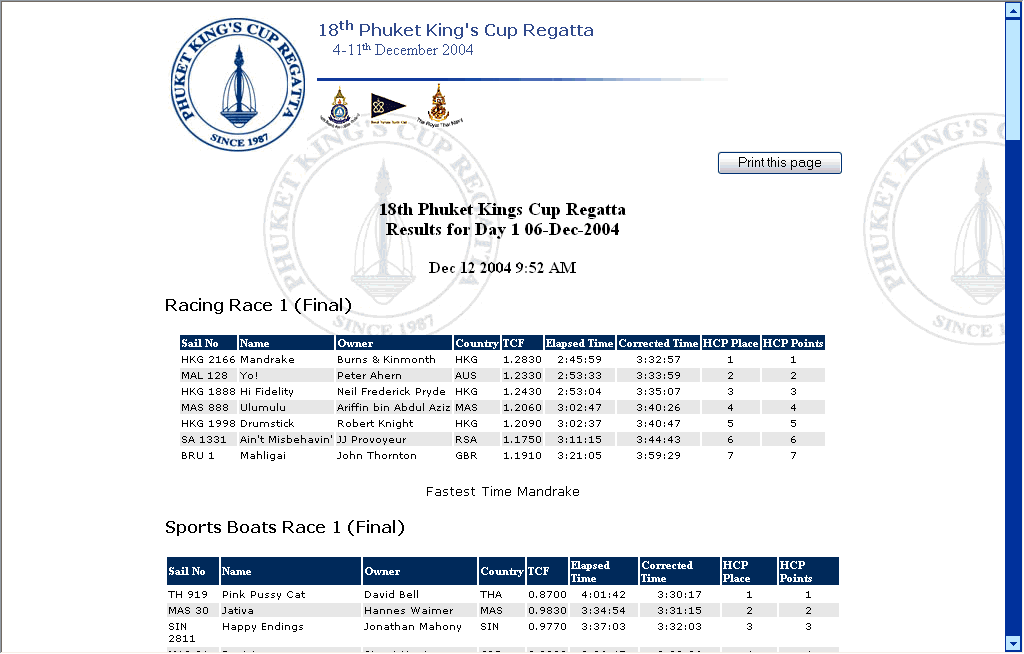 PHUKET KING'S CUP REGATTA
SINCE 1987
18th Phuket King's Cup Regatta
4-11th December 2004
PHUKET KING'S CUP REGATTA
SINCE 1987
PHUKET KING'S C
SINCE 19
Print this page
18th Phuket Kings Cup Regatta
Results for Day 1 06-Dec-2004
Dec 12 2004 9:52 AM
Racing Race 1 (Final)
Sail No Name Owner Country TCF Elapsed Time Corrected Time HCP Place HCP Points
HKG 2166 Mandrake Burns & Kinmonth HKG 1.2830 2:45:59 3:32:57 1 1
MAL 128 Yo! Peter Ahern AUS 1.2330 2:53:33 3:33:59 2 2
HKG 1888 Hi Fidelity Neil Frederick Pryde HKG 1.2430 2:53:04 3:35:07 3 3
MAS 888 Ulumulu Ariffin bin Abdul Aziz MAS 1.2060 3:02:47 3:40:26 4 4
HKG 1998 Drumstick Robert Knight HKG 1.2090 3:02:37 3:40:47 5 5
SA 1331 Ain't Misbehavin' JJ Provoyeur RSA 1.1750 3:11:15 3:44:43 6 6
BRU 1 Mahligai John Thornton GBR 1.1910 3:21:05 3:59:29 7 7
Fastest Time Mandrake
Sports Boats Race 1 (Final)
Sail No Name Owner Country TCF Elapsed Time Corrected Time HCP Place HCP Points
TH 919 Pink Pussy Cat David Bell THA 0.8700 4:01:42 3:30:17 1 1
MAS 30 Jativa Hannes Waimer MAS 0.9830 3:34:54 3:31:15 2 2
SIN 2811 Happy Endings Jonathan Mahony SIN 0.9770 3:37:03 3:32:03 3 3